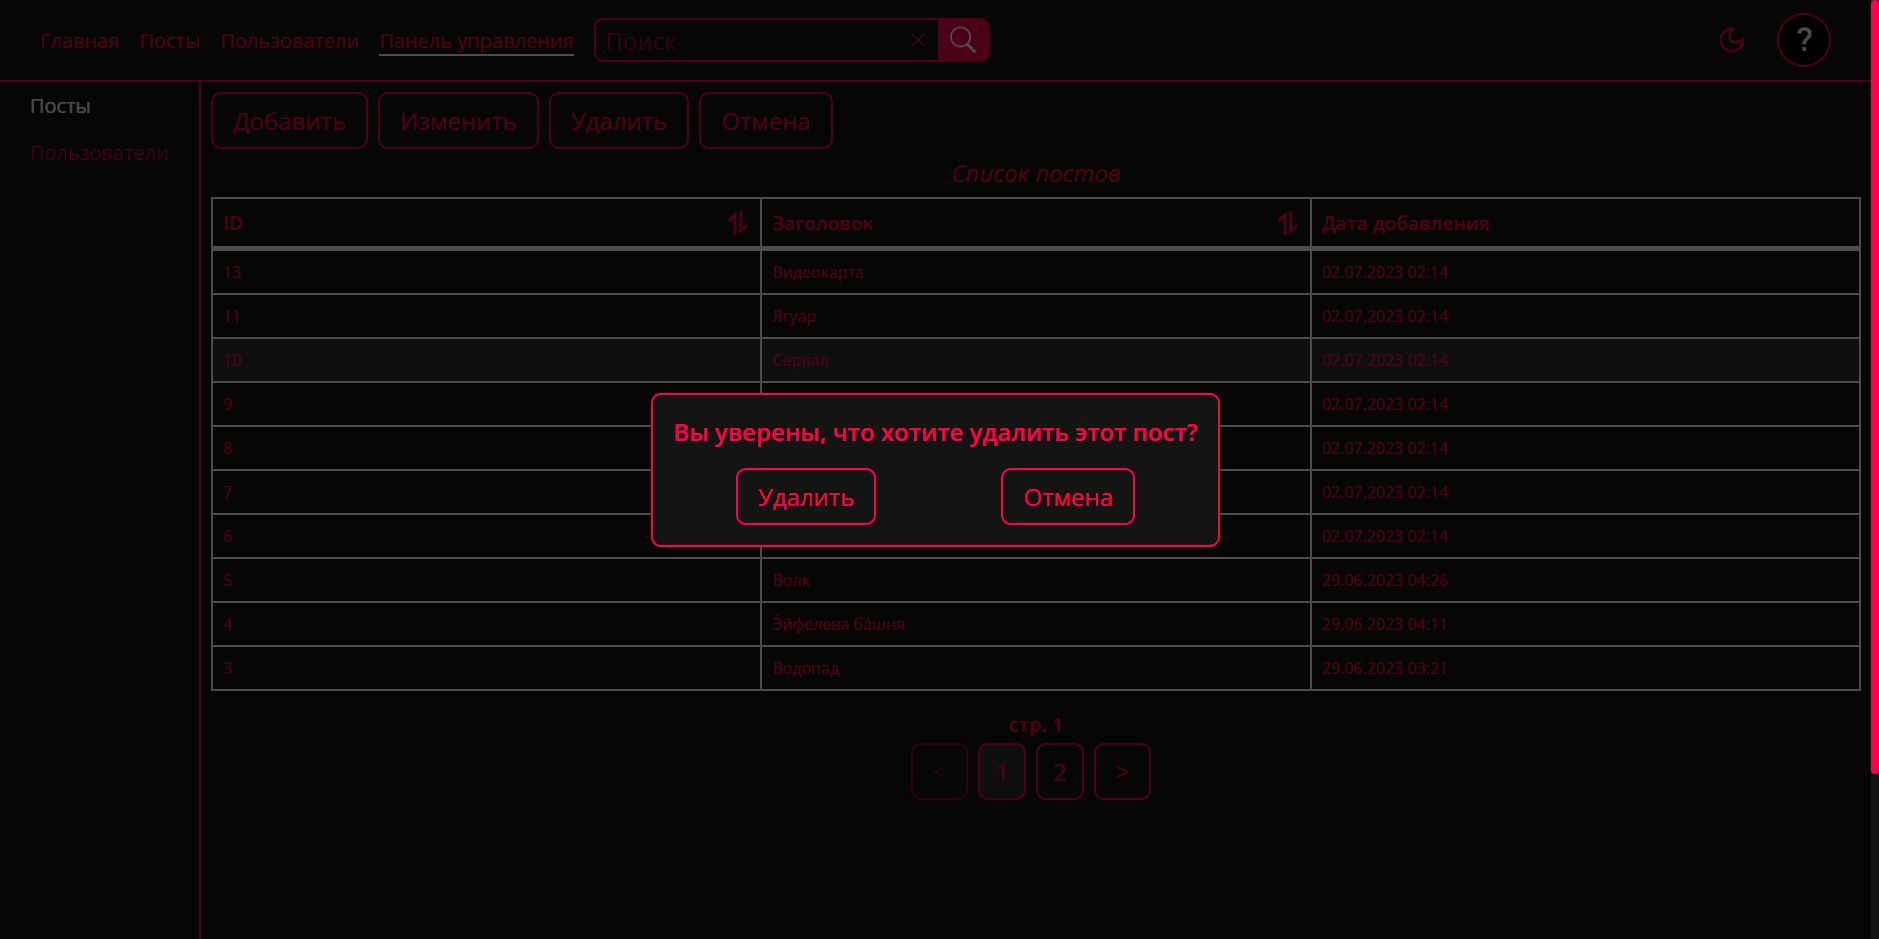 Главная Посты Пользователи Панель управления Поиск ?
Посты
Пользователи
Добавить Изменить Удалить Отмена
Список постов
ID Заголовок Дата добавления
13 Видеокарта 02.07.2023 02:14
11 Ягуар 02.07.2023 02:14
10 Сервал 02.07.2023 02:14
9 02.07.2023 02:14
8 02.07.2023 02:14
7 02.07.2023 02:14
6 02.07.2023 02:14
Вы уверены, что хотите удалить этот пост?
Удалить Отмена
5 Волк 29.06.2023 04:26
4 Э́йфелева ба́шня 29.06.2023 04:11
3 Водопад 29.06.2023 03:21
стр. 1
< 1 2 >